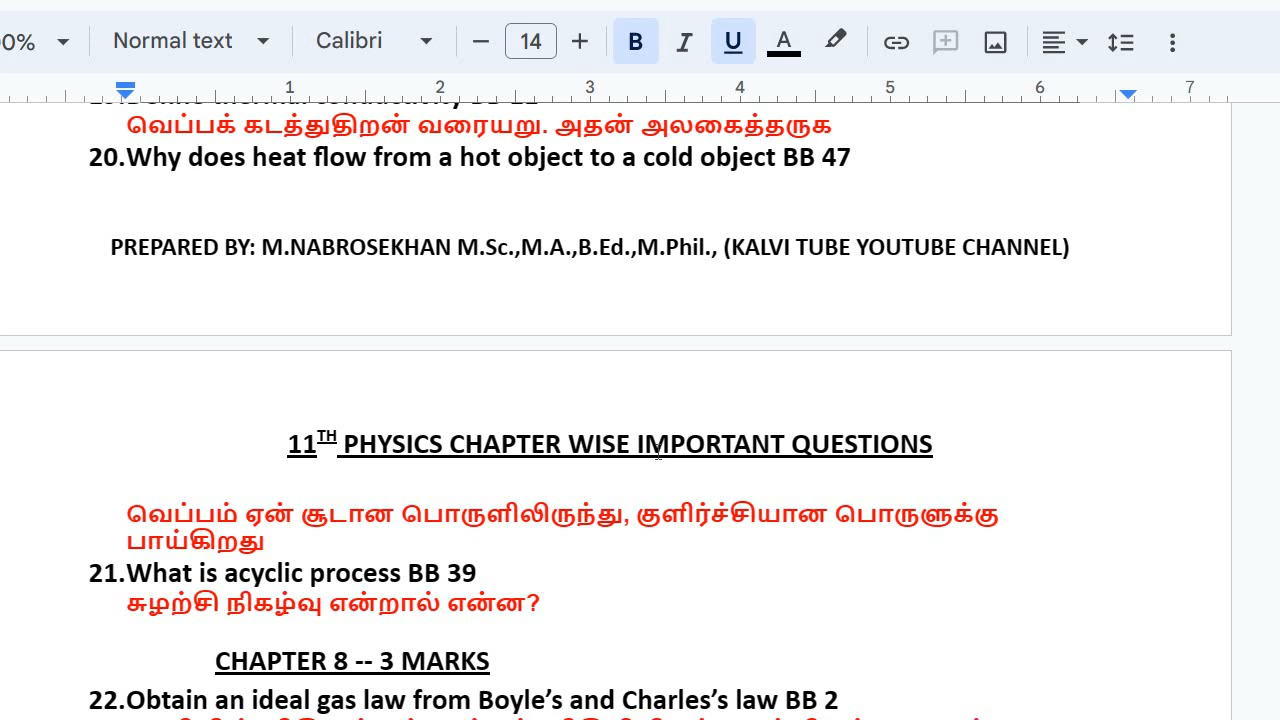 0%
Normal text
Calibri
14
B I U A
1 2 3 4 5 6 7
வெப்பக் கடத்துதிறன் வரையறு. அதன் அலகைத்தருக
20.Why does heat flow from a hot object to a cold object BB 47
PREPARED BY: M.NABROSEKHAN M.Sc.,M.A.,B.Ed.,M.Phil., (KALVI TUBE YOUTUBE CHANNEL)
11TH PHYSICS CHAPTER WISE IMPORTANT QUESTIONS
வெப்பம் ஏன் சூடான பொருளிலிருந்து, குளிர்ச்சியான பொருளுக்கு
பாய்கிறது
21.What is acyclic process BB 39
சுழற்சி நிகழ்வு என்றால் என்ன?
CHAPTER 8 -- 3 MARKS
22.Obtain an ideal gas law from Boyle’s and Charles’s law BB 2